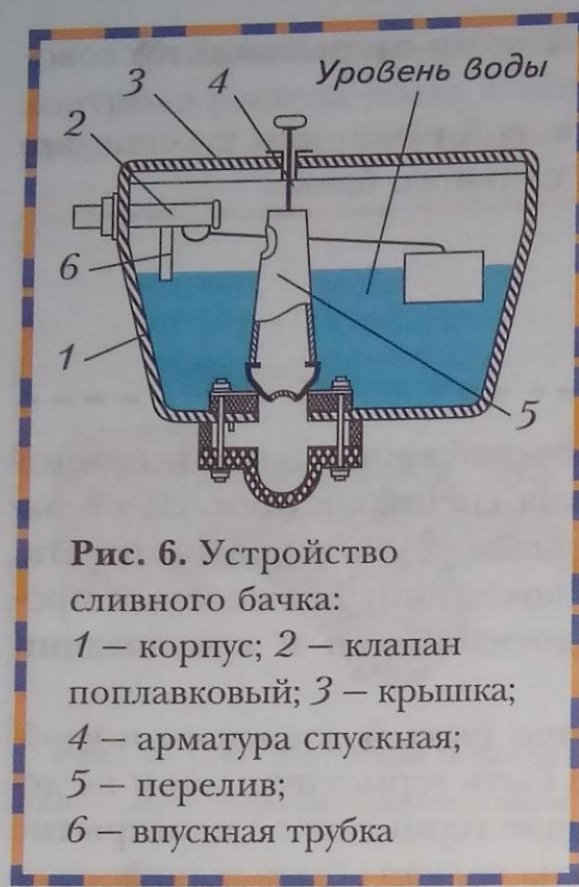 3
4
Уровень воды
2
6
1
5
Рис. 6. Устройство
сливного бачка:
1 – корпус; 2 – клапан
поплавковый; 3 – крышка;
4 – арматура спускная;
5 – перелив;
6 – впускная трубка